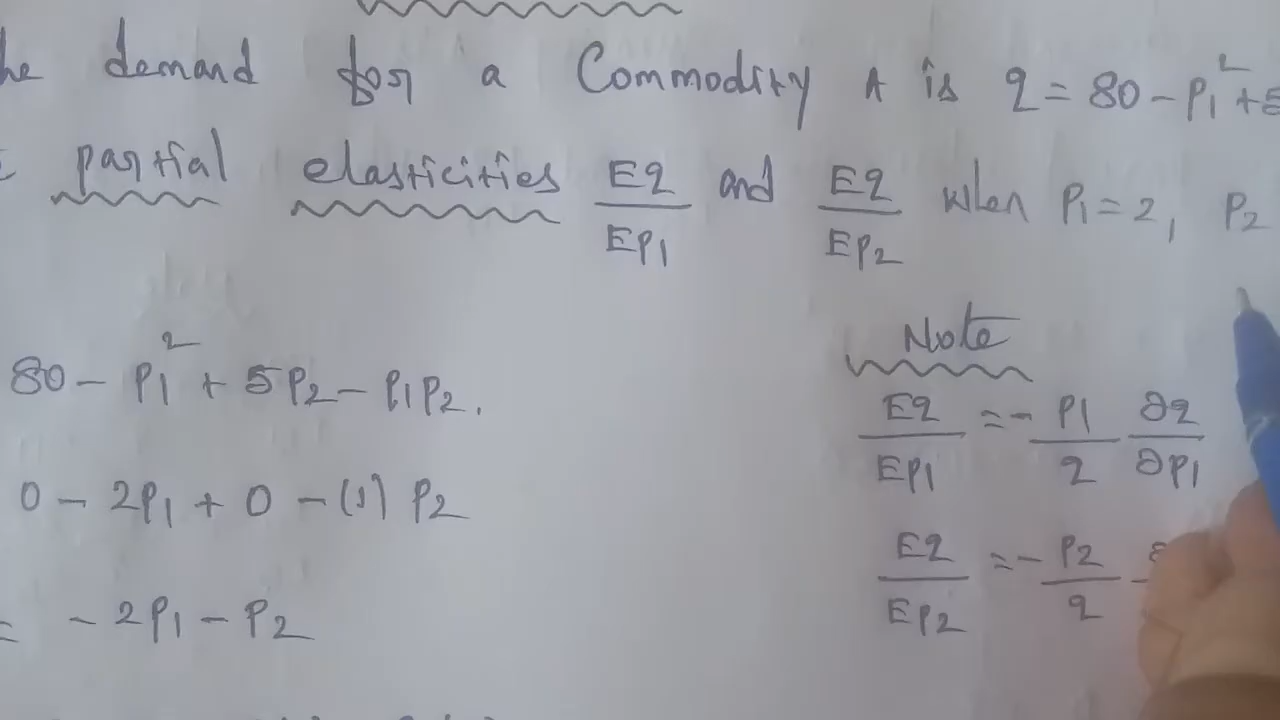 he demand for a Commodity A is q = 80 - P₁² + 5
partial elasticities Eq/EP₁ and Eq/EP₂ when P₁ = 2, P₂
Note
80 - P₁² + 5P₂ - P₁P₂.
Eq/EP₁ = - P₁/q ∂q/∂P₁
0 - 2P₁ + 0 - (1) P₂
Eq/EP₂ = - P₂/q
= - 2P₁ - P₂